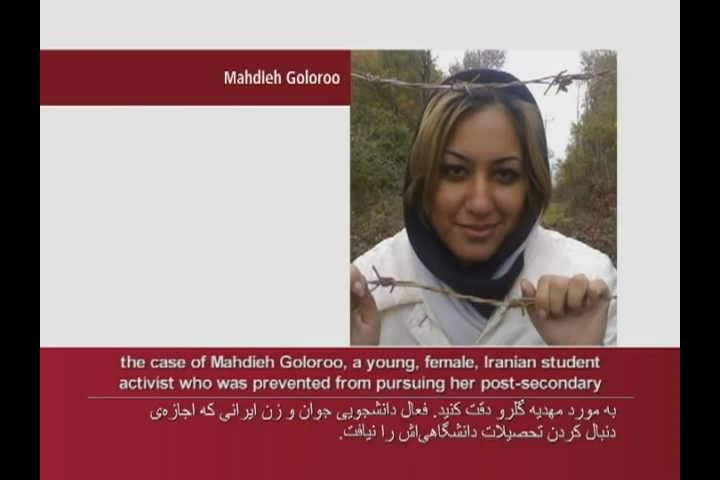 MahdIeh Goloroo
the case of Mahdieh Goloroo, a young, female, Iranian student
activist who was prevented from pursuing her post-secondary
به مورد مهدیه گلرو دقت کنید. فعال دانشجویی جوان و زن ایرانی که اجازه‌ی
دنبال کردن تحصیلات دانشگاهی‌اش را نیافت.